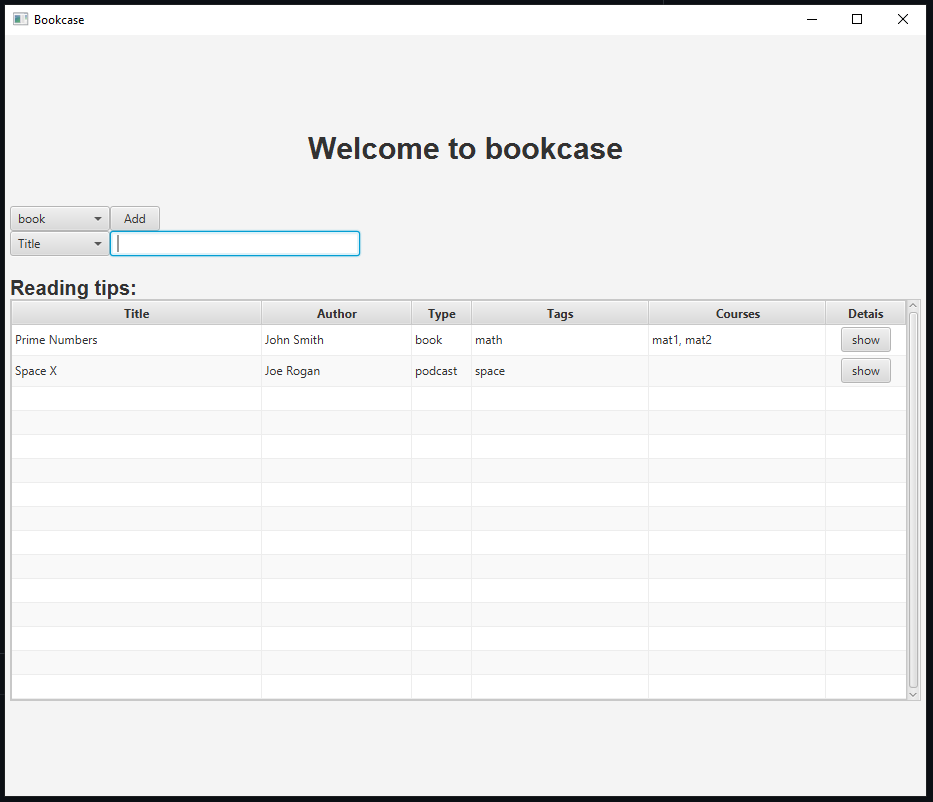 Bookcase
Welcome to bookcase
book Add
Title
Reading tips:
Title Author Type Tags Courses Detais
Prime Numbers John Smith book math mat1, mat2 show
Space X Joe Rogan podcast space show